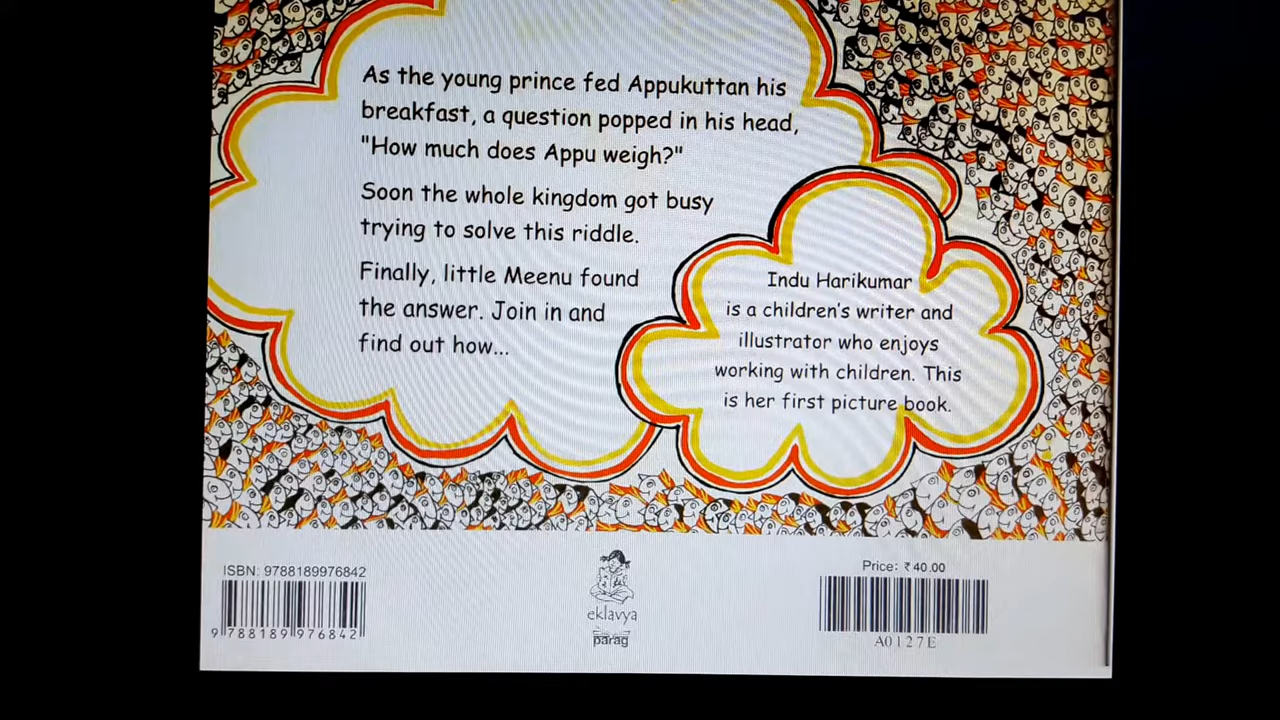 As the young prince fed Appukuttan his
breakfast, a question popped in his head,
"How much does Appu weigh?"
Soon the whole kingdom got busy
trying to solve this riddle.
Finally, little Meenu found
the answer. Join in and
find out how...
Indu Harikumar
is a children's writer and
illustrator who enjoys
working with children. This
is her first picture book.
ISBN: 9788189976842
9 788189 976842
eklavya
parag
Price: ₹ 40.00
A0127E